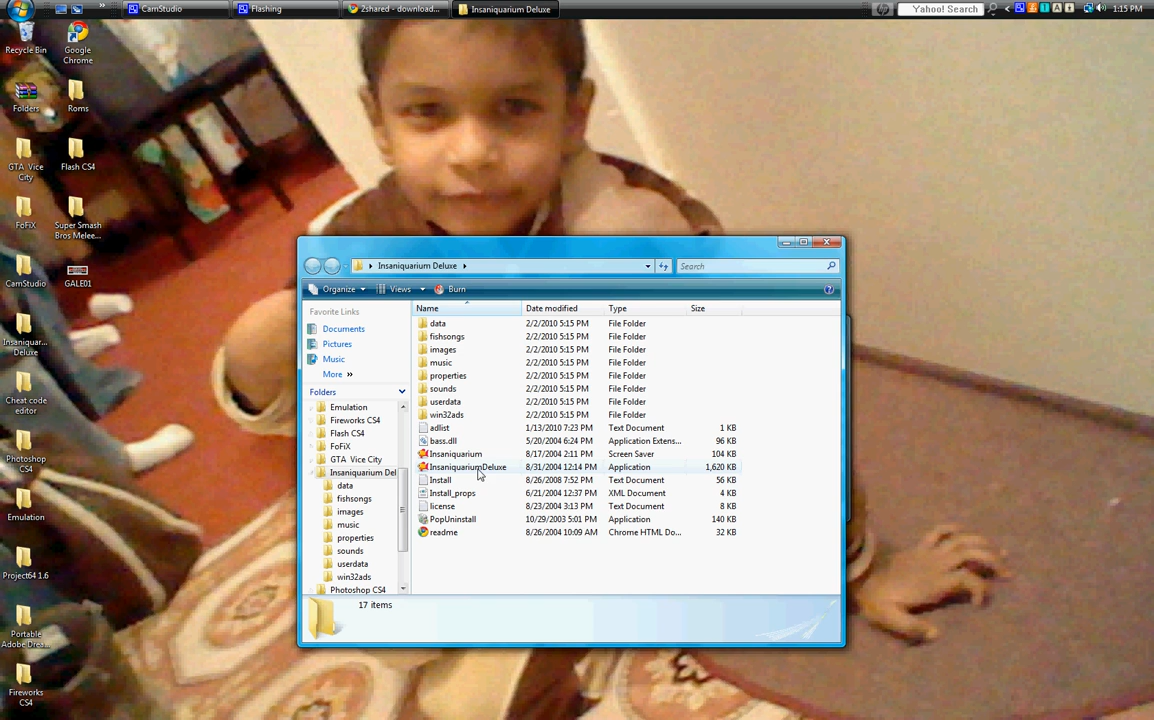 CamStudio
Flashing
2shared - download...
Insaniquarium Deluxe
Yahoo! Search
1:15 PM
Recycle Bin
Google Chrome
Folders
Roms
GTA Vice City
Flash CS4
FoFiX
Super Smash Bros Melee...
CamStudio
GALE01
Insaniquar... Deluxe
Cheat code editor
Photoshop CS4
Emulation
Project64 1.6
Portable Adobe Drea...
Fireworks CS4
Insaniquarium Deluxe
Search
Organize
Views
Burn
Favorite Links
Documents
Pictures
Music
More »
Folders
Emulation
Fireworks CS4
Flash CS4
FoFiX
GTA Vice City
Insaniquarium Del
data
fishsongs
images
music
properties
sounds
userdata
win32ads
Photoshop CS4
Name Date modified Type Size
data 2/2/2010 5:15 PM File Folder
fishsongs 2/2/2010 5:15 PM File Folder
images 2/2/2010 5:15 PM File Folder
music 2/2/2010 5:15 PM File Folder
properties 2/2/2010 5:15 PM File Folder
sounds 2/2/2010 5:15 PM File Folder
userdata 2/2/2010 5:15 PM File Folder
win32ads 2/2/2010 5:15 PM File Folder
adlist 1/13/2010 7:23 PM Text Document 1 KB
bass.dll 5/20/2004 6:24 PM Application Extens... 96 KB
Insaniquarium 8/17/2004 2:11 PM Screen Saver 104 KB
InsaniquariumDeluxe 8/31/2004 12:14 PM Application 1,620 KB
Install 8/26/2008 7:52 PM Text Document 56 KB
Install_props 6/21/2004 12:37 PM XML Document 4 KB
license 8/23/2004 3:13 PM Text Document 8 KB
PopUninstall 10/29/2003 5:01 PM Application 140 KB
readme 8/26/2004 10:09 AM Chrome HTML Do... 32 KB
17 items